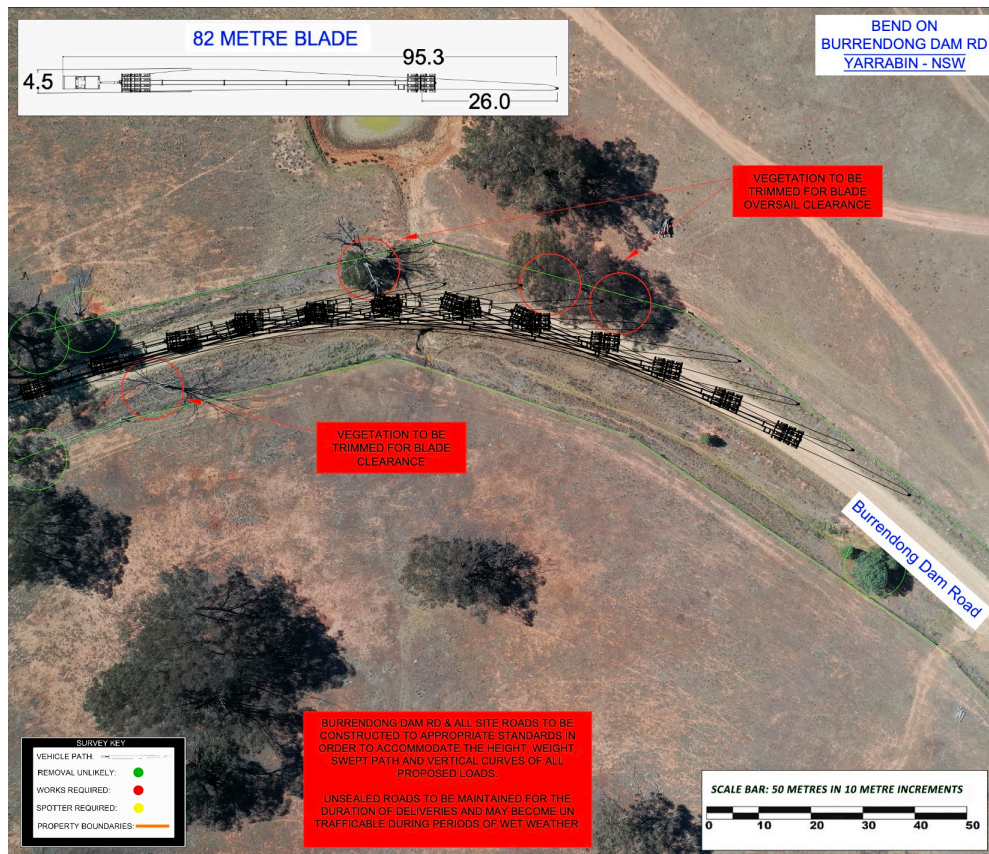 82 METRE BLADE
95.3
4.5
26.0
BEND ON
BURRENDONG DAM RD
YARRABIN - NSW
VEGETATION TO BE
TRIMMED FOR BLADE
OVERSAIL CLEARANCE
VEGETATION TO BE
TRIMMED FOR BLADE
CLEARANCE
Burrendong Dam Road
BURRENDONG DAM RD & ALL SITE ROADS TO BE
CONSTRUCTED TO APPROPRIATE STANDARDS IN
ORDER TO ACCOMMODATE THE HEIGHT, WEIGHT,
SWEPT PATH AND VERTICAL CURVES OF ALL
PROPOSED LOADS.
UNSEALED ROADS TO BE MAINTAINED FOR THE
DURATION OF DELIVERIES AND MAY BECOME UN
TRAFFICABLE DURING PERIODS OF WET WEATHER
SURVEY KEY
VEHICLE PATH:
REMOVAL UNLIKELY:
WORKS REQUIRED:
SPOTTER REQUIRED:
PROPERTY BOUNDARIES:
SCALE BAR: 50 METRES IN 10 METRE INCREMENTS
0 10 20 30 40 50